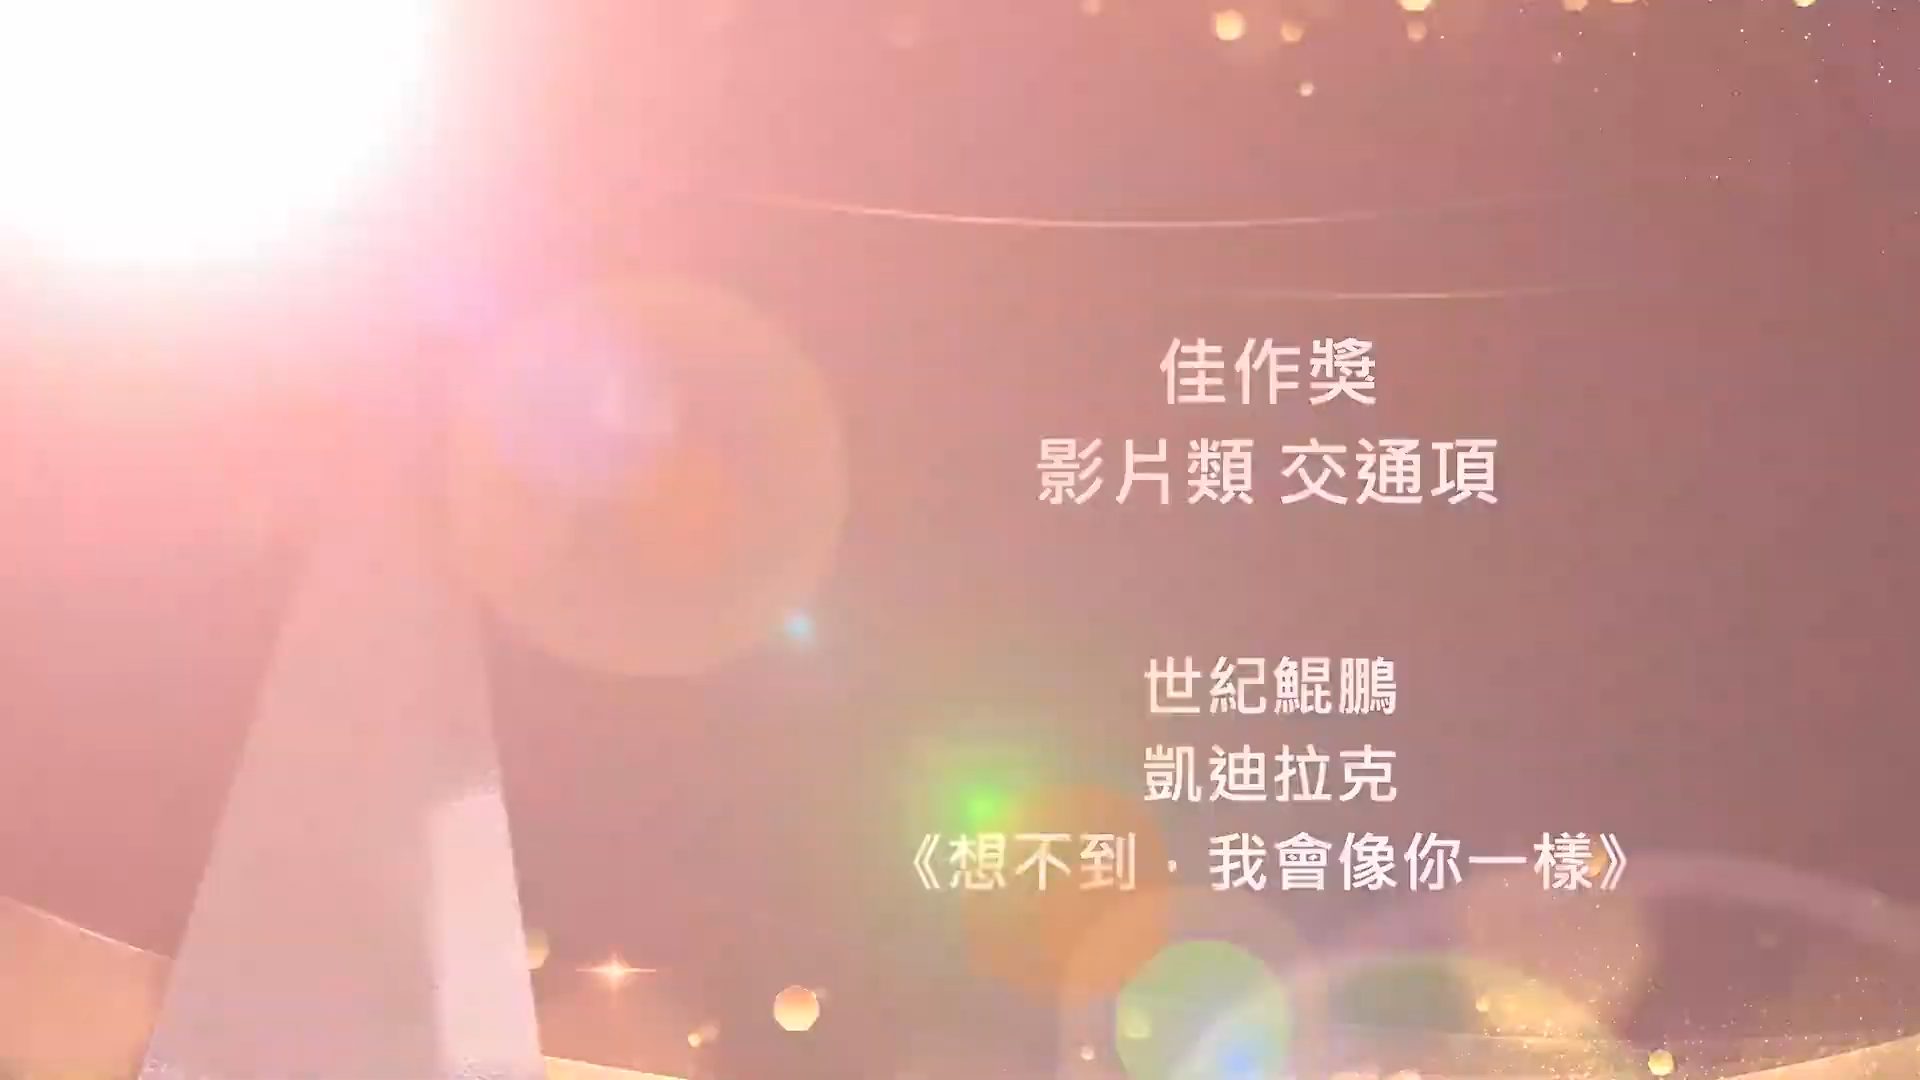 佳作獎
影片類 交通項
世紀鯤鵬
凱迪拉克
《想不到，我會像你一樣》